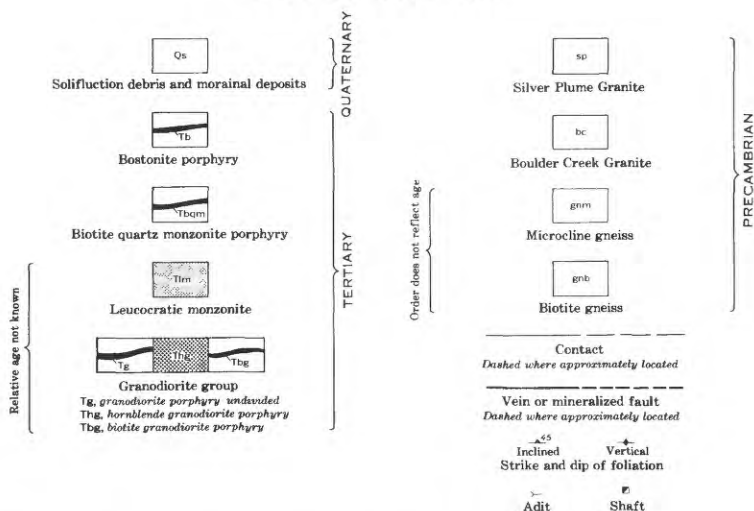 Qs
Solifluction debris and morainal deposits
QUATERNARY
Tb
Bostonite porphyry
Tbqm
Biotite quartz monzonite porphyry
Tlm
Leucocratic monzonite
Tg
Thg
Tbg
Granodiorite group
Tg, granodiorite porphyry undivided
Thg, hornblende granodiorite porphyry
Tbg, biotite granodiorite porphyry
Relative age not known
TERTIARY
sp
Silver Plume Granite
bc
Boulder Creek Granite
gnm
Microcline gneiss
gnb
Biotite gneiss
Order does not reflect age
PRECAMBRIAN
Contact
Dashed where approximately located
Vein or mineralized fault
Dashed where approximately located
45
Inclined Vertical
Strike and dip of foliation
Adit Shaft